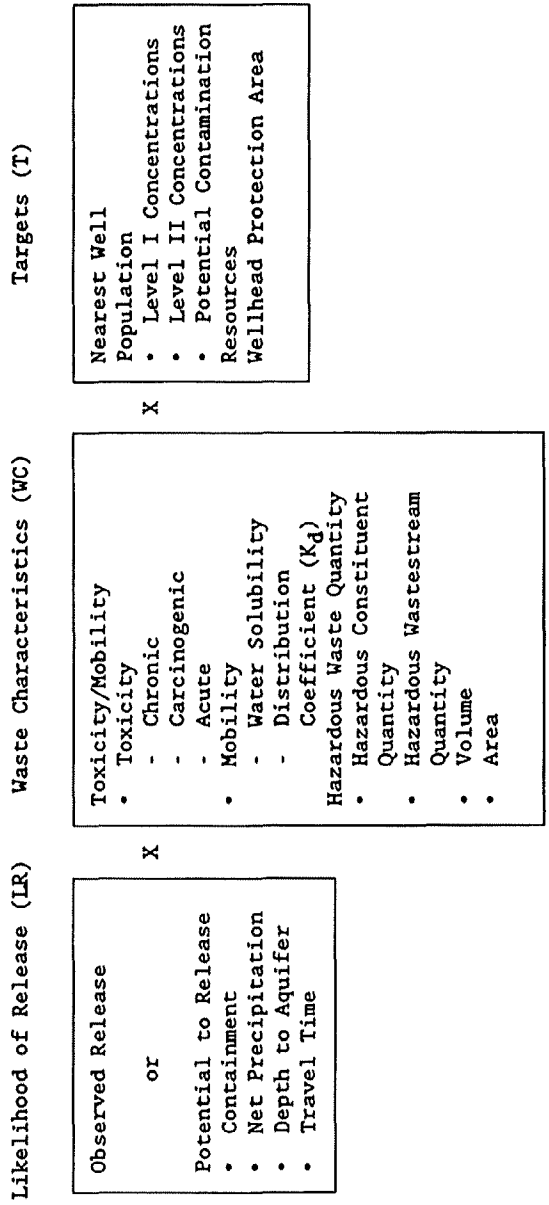 Likelihood of Release (LR)
Observed Release
or
Potential to Release
• Containment
• Net Precipitation
• Depth to Aquifer
• Travel Time
X
Waste Characteristics (WC)
Toxicity/Mobility
• Toxicity
- Chronic
- Carcinogenic
- Acute
• Mobility
- Water Solubility
- Distribution
Coefficient (Kd)
Hazardous Waste Quantity
• Hazardous Constituent
Quantity
• Hazardous Wastestream
Quantity
• Volume
• Area
X
Targets (T)
Nearest Well
Population
• Level I Concentrations
• Level II Concentrations
• Potential Contamination
Resources
Wellhead Protection Area